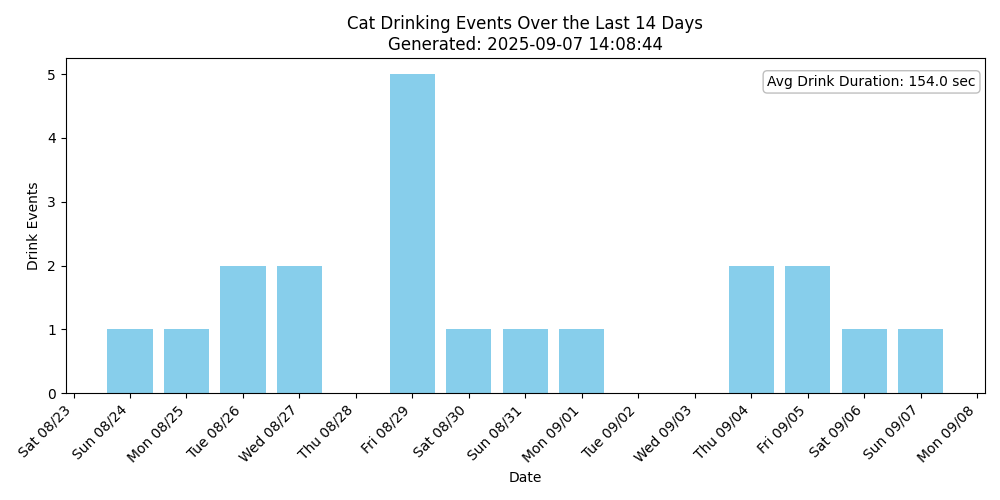 Cat Drinking Events Over the Last 14 Days
Generated: 2025-09-07 14:08:44
Avg Drink Duration: 154.0 sec
Drink Events
5
4
3
2
1
0
Sat 08/23
Sun 08/24
Mon 08/25
Tue 08/26
Wed 08/27
Thu 08/28
Fri 08/29
Sat 08/30
Sun 08/31
Mon 09/01
Tue 09/02
Wed 09/03
Thu 09/04
Fri 09/05
Sat 09/06
Sun 09/07
Mon 09/08
Date